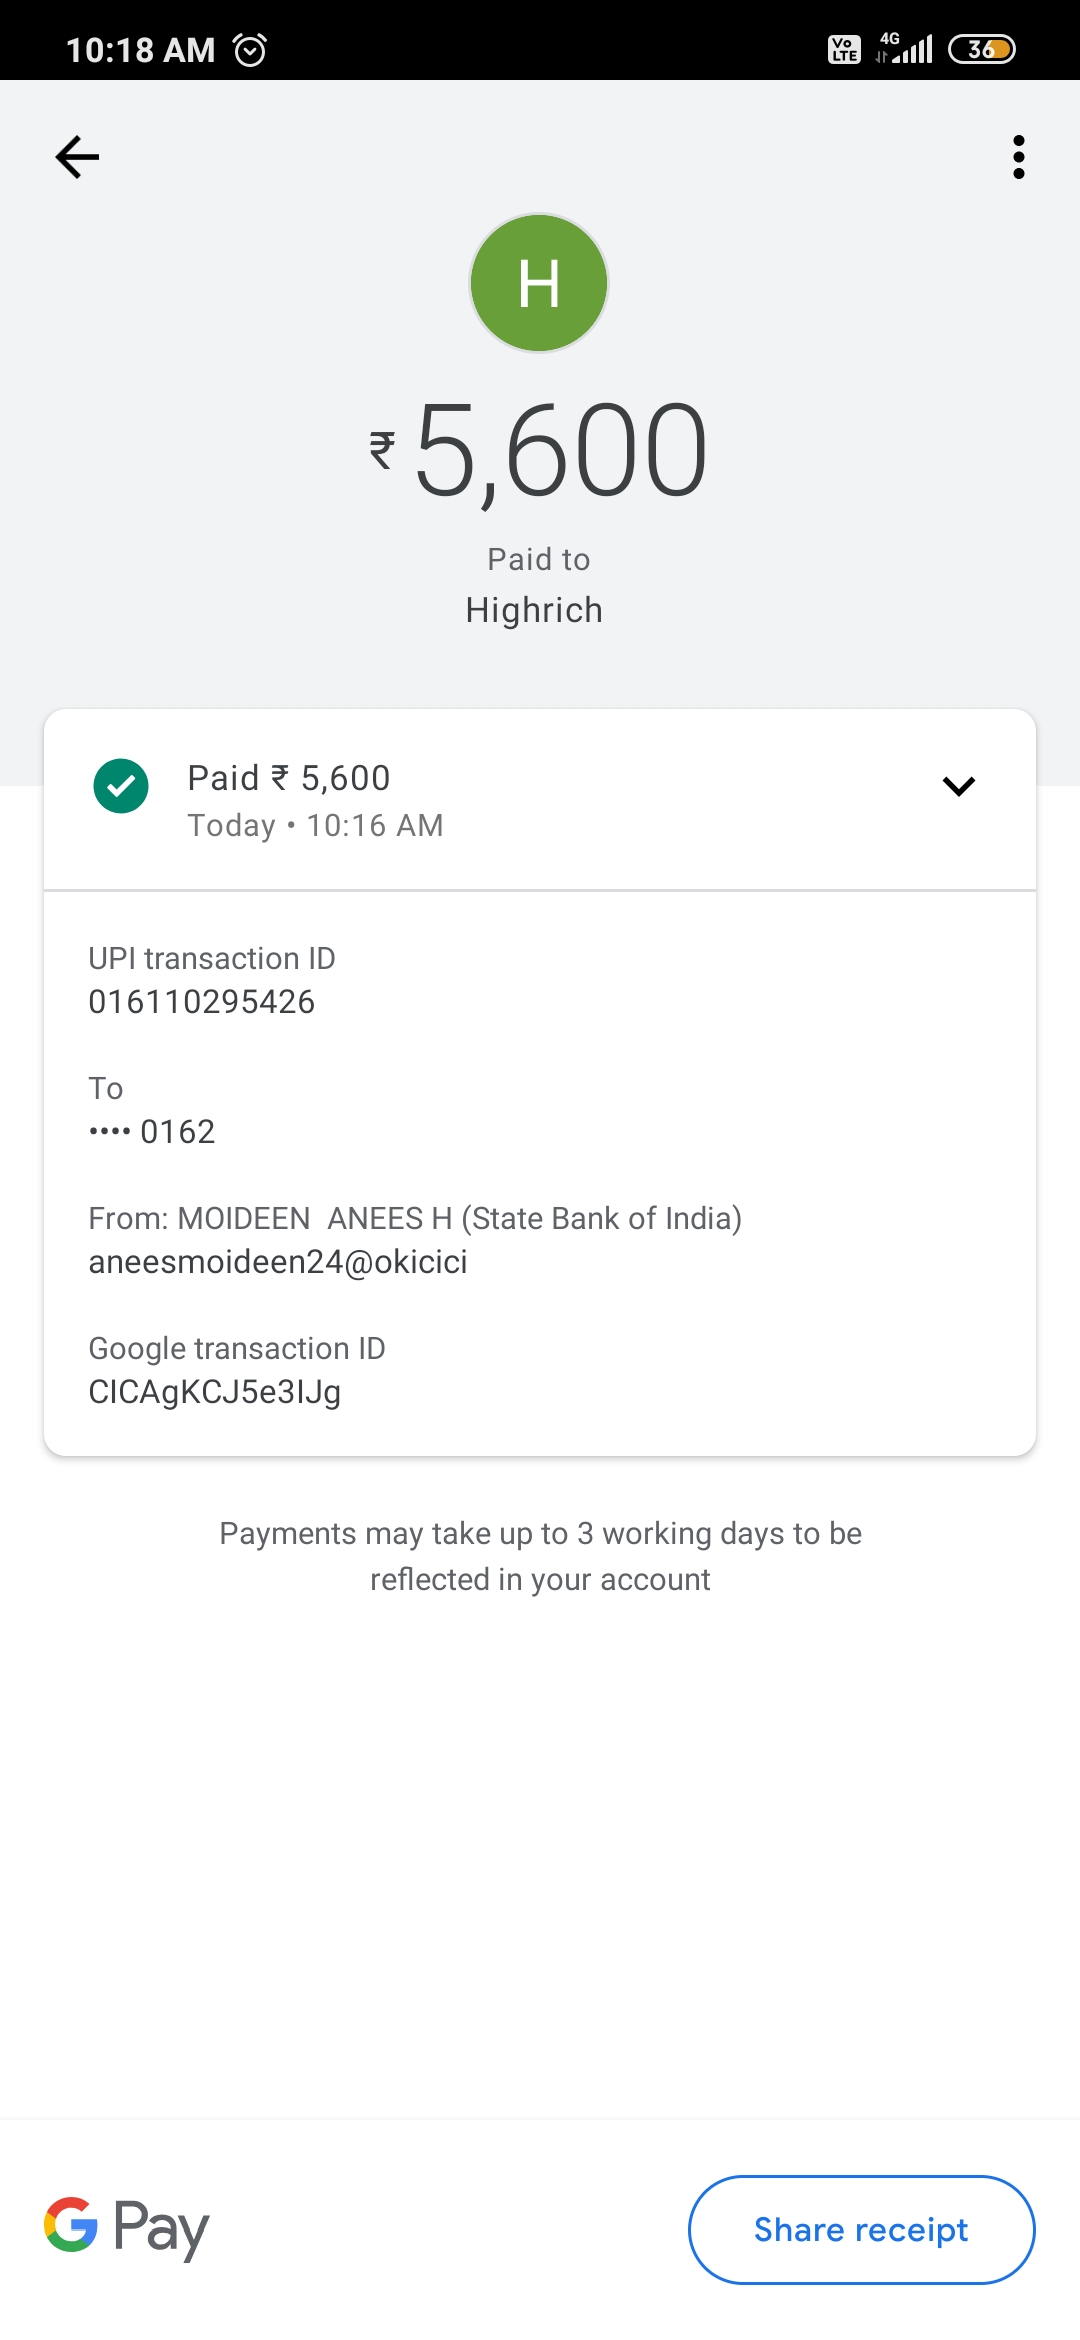 10:18 AM
Vo LTE 4G 36
H
₹5,600
Paid to
Highrich
Paid ₹ 5,600
Today • 10:16 AM
UPI transaction ID
016110295426
To
•••• 0162
From: MOIDEEN  ANEES H (State Bank of India)
aneesmoideen24@okicici
Google transaction ID
CICAgKCJ5e3IJg
Payments may take up to 3 working days to be
reflected in your account
G Pay
Share receipt